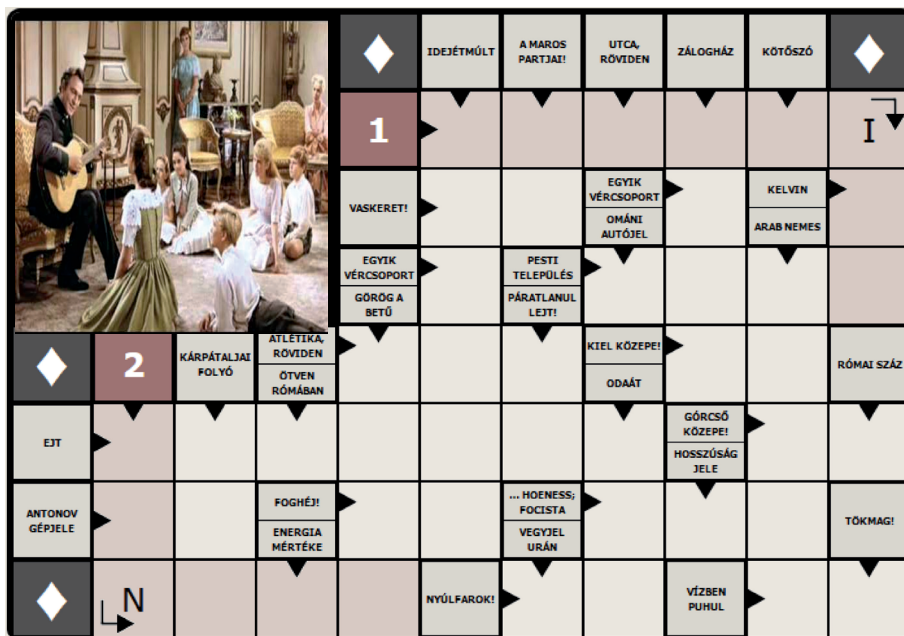 IDEJÉTMÚLT
A MAROS
PARTJAI!
UTCA,
RÖVIDEN
ZÁLOGHÁZ
KÖTŐSZÓ
1
I
VASKERET!
EGYIK
VÉRCSOPORT
OMÁNI
AUTÓJEL
KELVIN
ARAB NEMES
EGYIK
VÉRCSOPORT
GÖRÖG A
BETŰ
PESTI
TELEPÜLÉS
PÁRATLANUL
LEJT!
2
KÁRPÁTALJAI
FOLYÓ
ATLÉTIKA,
RÖVIDEN
ÖTVEN
RÓMÁBAN
KIEL KÖZEPE!
ODAÁT
RÓMAI SZÁZ
EJT
GÓRCSŐ
KÖZEPE!
HOSSZÚSÁG
JELE
ANTONOV
GÉPJELE
FOGHÉJ!
ENERGIA
MÉRTÉKE
... HOENESS;
FOCISTA
VEGYJEL
URÁN
TÖKMAG!
N
NYÚLFAROK!
VÍZBEN
PUHUL